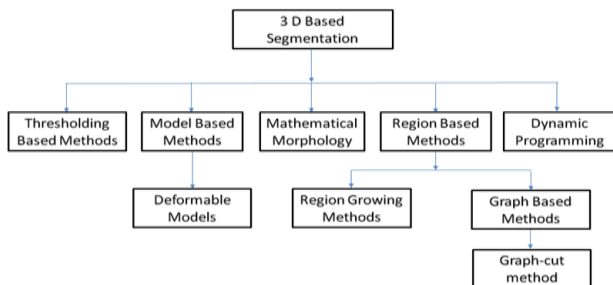 3 D Based
Segmentation
Thresholding
Based Methods
Model Based
Methods
Mathematical
Morphology
Region Based
Methods
Dynamic
Programming
Deformable
Models
Region Growing
Methods
Graph Based
Methods
Graph-cut
method